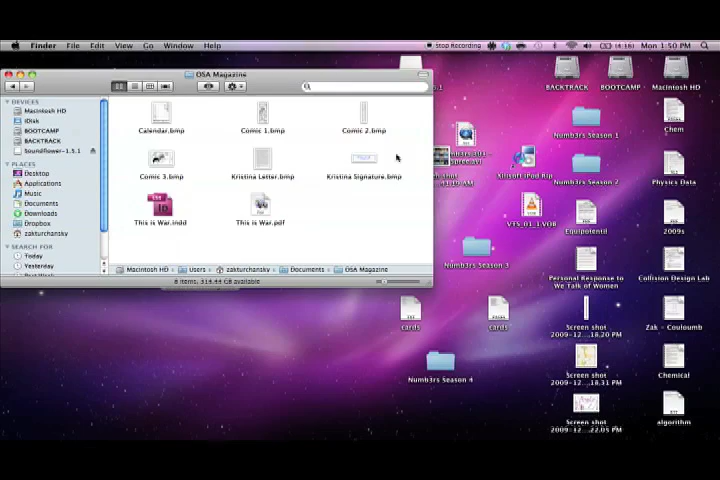 Finder File Edit View Go Window Help
Stop Recording
(4:16) Mon 1:50 PM
OSA Magazine
DEVICES
Macintosh HD
iDisk
BOOTCAMP
BACKTRACK
Soundflower-1.5.1
PLACES
Desktop
Applications
Music
Documents
Downloads
Dropbox
zakturchansky
SEARCH FOR
Today
Yesterday
Calendar.bmp
Comic 1.bmp
Comic 2.bmp
Comic 3.bmp
Kristina Letter.bmp
Kristina Signature.bmp
This is War.indd
This is War.pdf
Macintosh HD Users zakturchansky Documents OSA Magazine
8 items, 314.44 GB available
BACKTRACK
BOOTCAMP
Macintosh HD
Numb3rs Season 1
Chem
Xilisoft iPod Rip
Numb3rs Season 2
Physics Data
VTS_01_1.VOB
Equipotentil
2009s
Numb3rs Season 3
Personal Response to
We Talk of Women
Collision Design Lab
cards
cards
Screen shot
2009-12...18.20 PM
Zak - Couloumb
Numb3rs Season 4
Screen shot
2009-12...18.31 PM
Chemical
Screen shot
2009-12...22.05 PM
algorithm